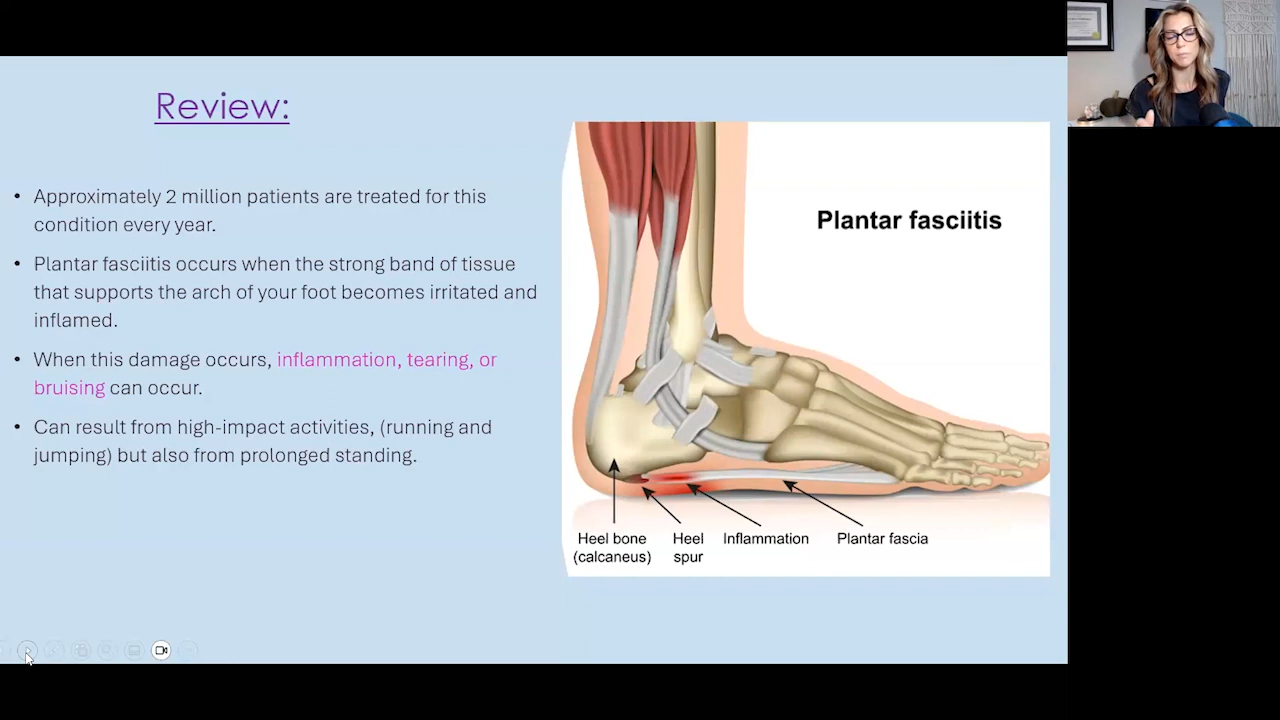 Review:
• Approximately 2 million patients are treated for this
condition every year.
• Plantar fasciitis occurs when the strong band of tissue
that supports the arch of your foot becomes irritated and
inflamed.
• When this damage occurs, inflammation, tearing, or
bruising can occur.
• Can result from high-impact activities, (running and
jumping) but also from prolonged standing.
Plantar fasciitis
Heel bone
(calcaneus)
Heel
spur
Inflammation
Plantar fascia